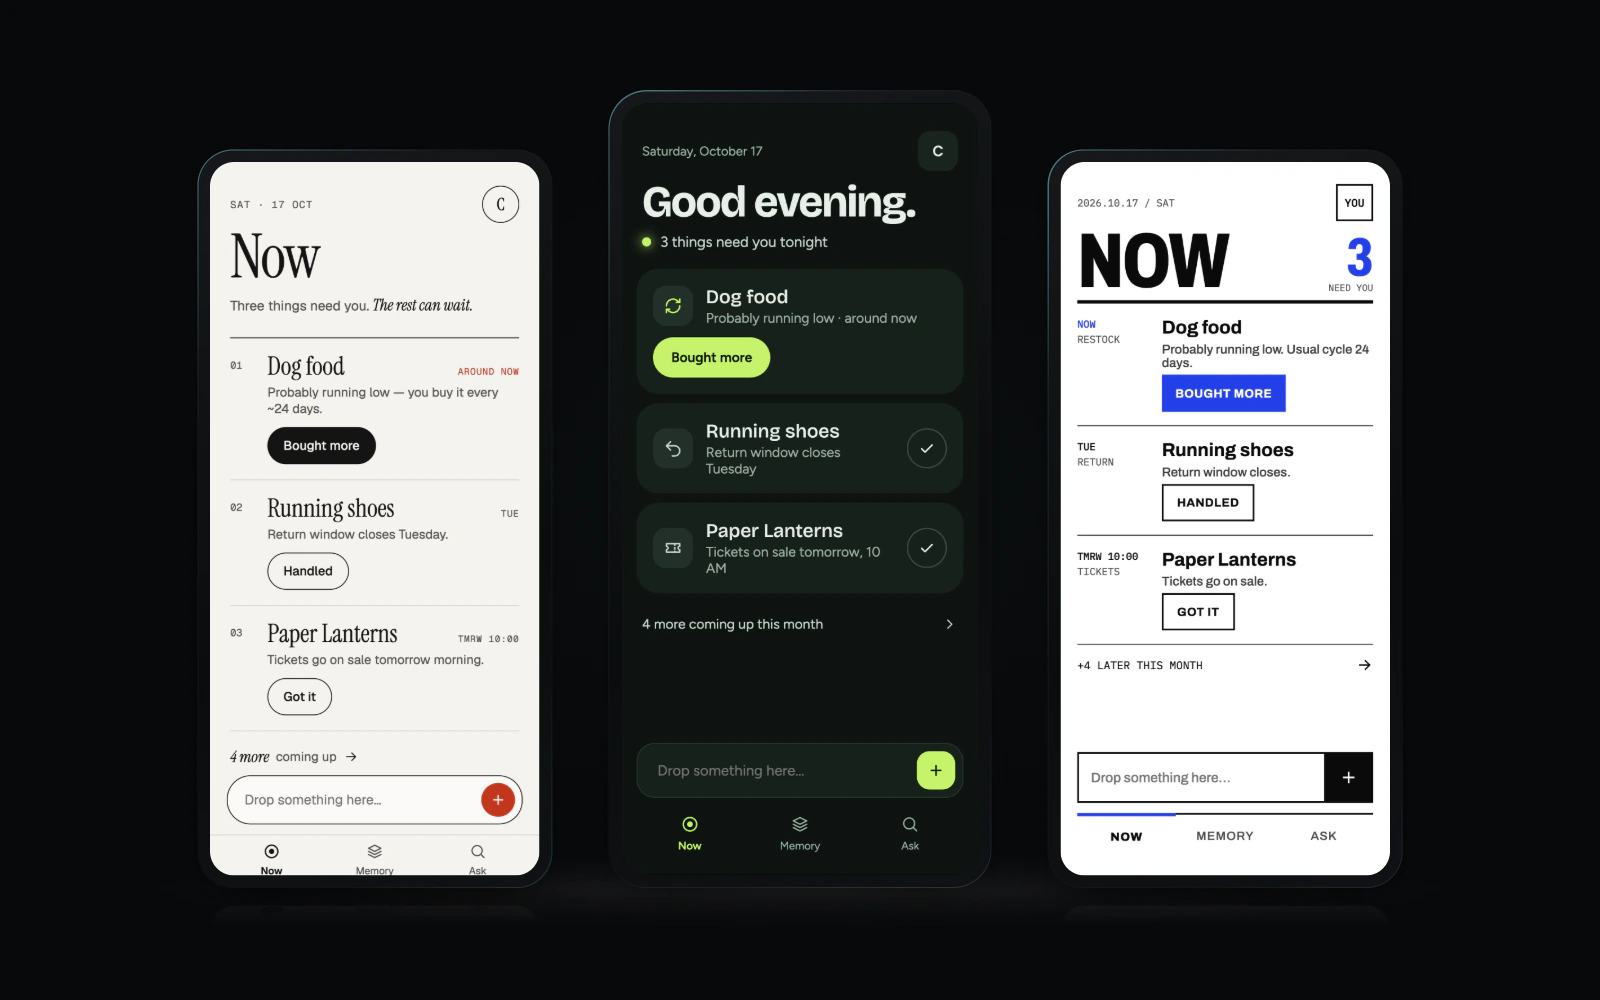 SAT · 17 OCT
C
Now
Three things need you. The rest can wait.
01
Dog food
AROUND NOW
Probably running low — you buy it every
~24 days.
Bought more
02
Running shoes
TUE
Return window closes Tuesday.
Handled
03
Paper Lanterns
TMRW 10:00
Tickets go on sale tomorrow morning.
Got it
4 more coming up →
Drop something here...
+
Now
Memory
Ask
Saturday, October 17
C
Good evening.
3 things need you tonight
Dog food
Probably running low · around now
Bought more
Running shoes
Return window closes
Tuesday
Paper Lanterns
Tickets on sale tomorrow, 10
AM
4 more coming up this month
Drop something here...
+
Now
Memory
Ask
2026.10.17 / SAT
YOU
NOW
3
NEED YOU
NOW
RESTOCK
Dog food
Probably running low. Usual cycle 24
days.
BOUGHT MORE
TUE
RETURN
Running shoes
Return window closes.
HANDLED
TMRW 10:00
TICKETS
Paper Lanterns
Tickets go on sale.
GOT IT
+4 LATER THIS MONTH →
Drop something here...
+
NOW
MEMORY
ASK